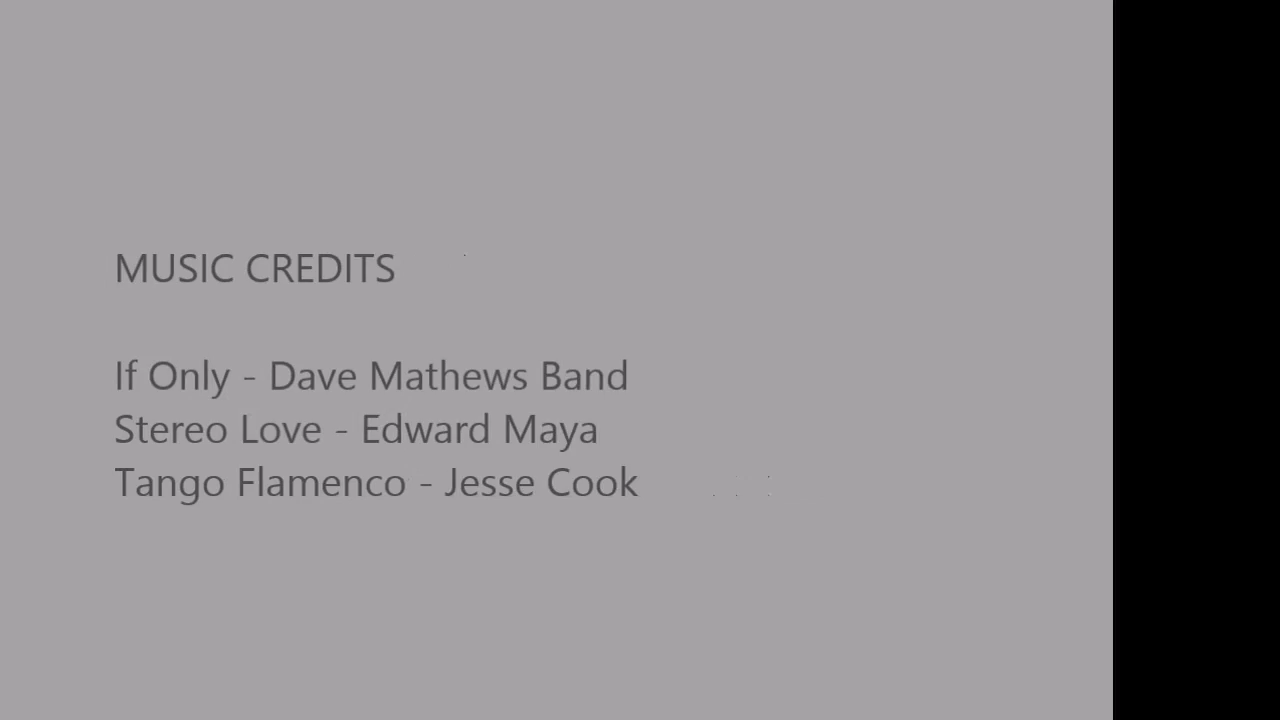 MUSIC CREDITS
If Only - Dave Mathews Band
Stereo Love - Edward Maya
Tango Flamenco - Jesse Cook